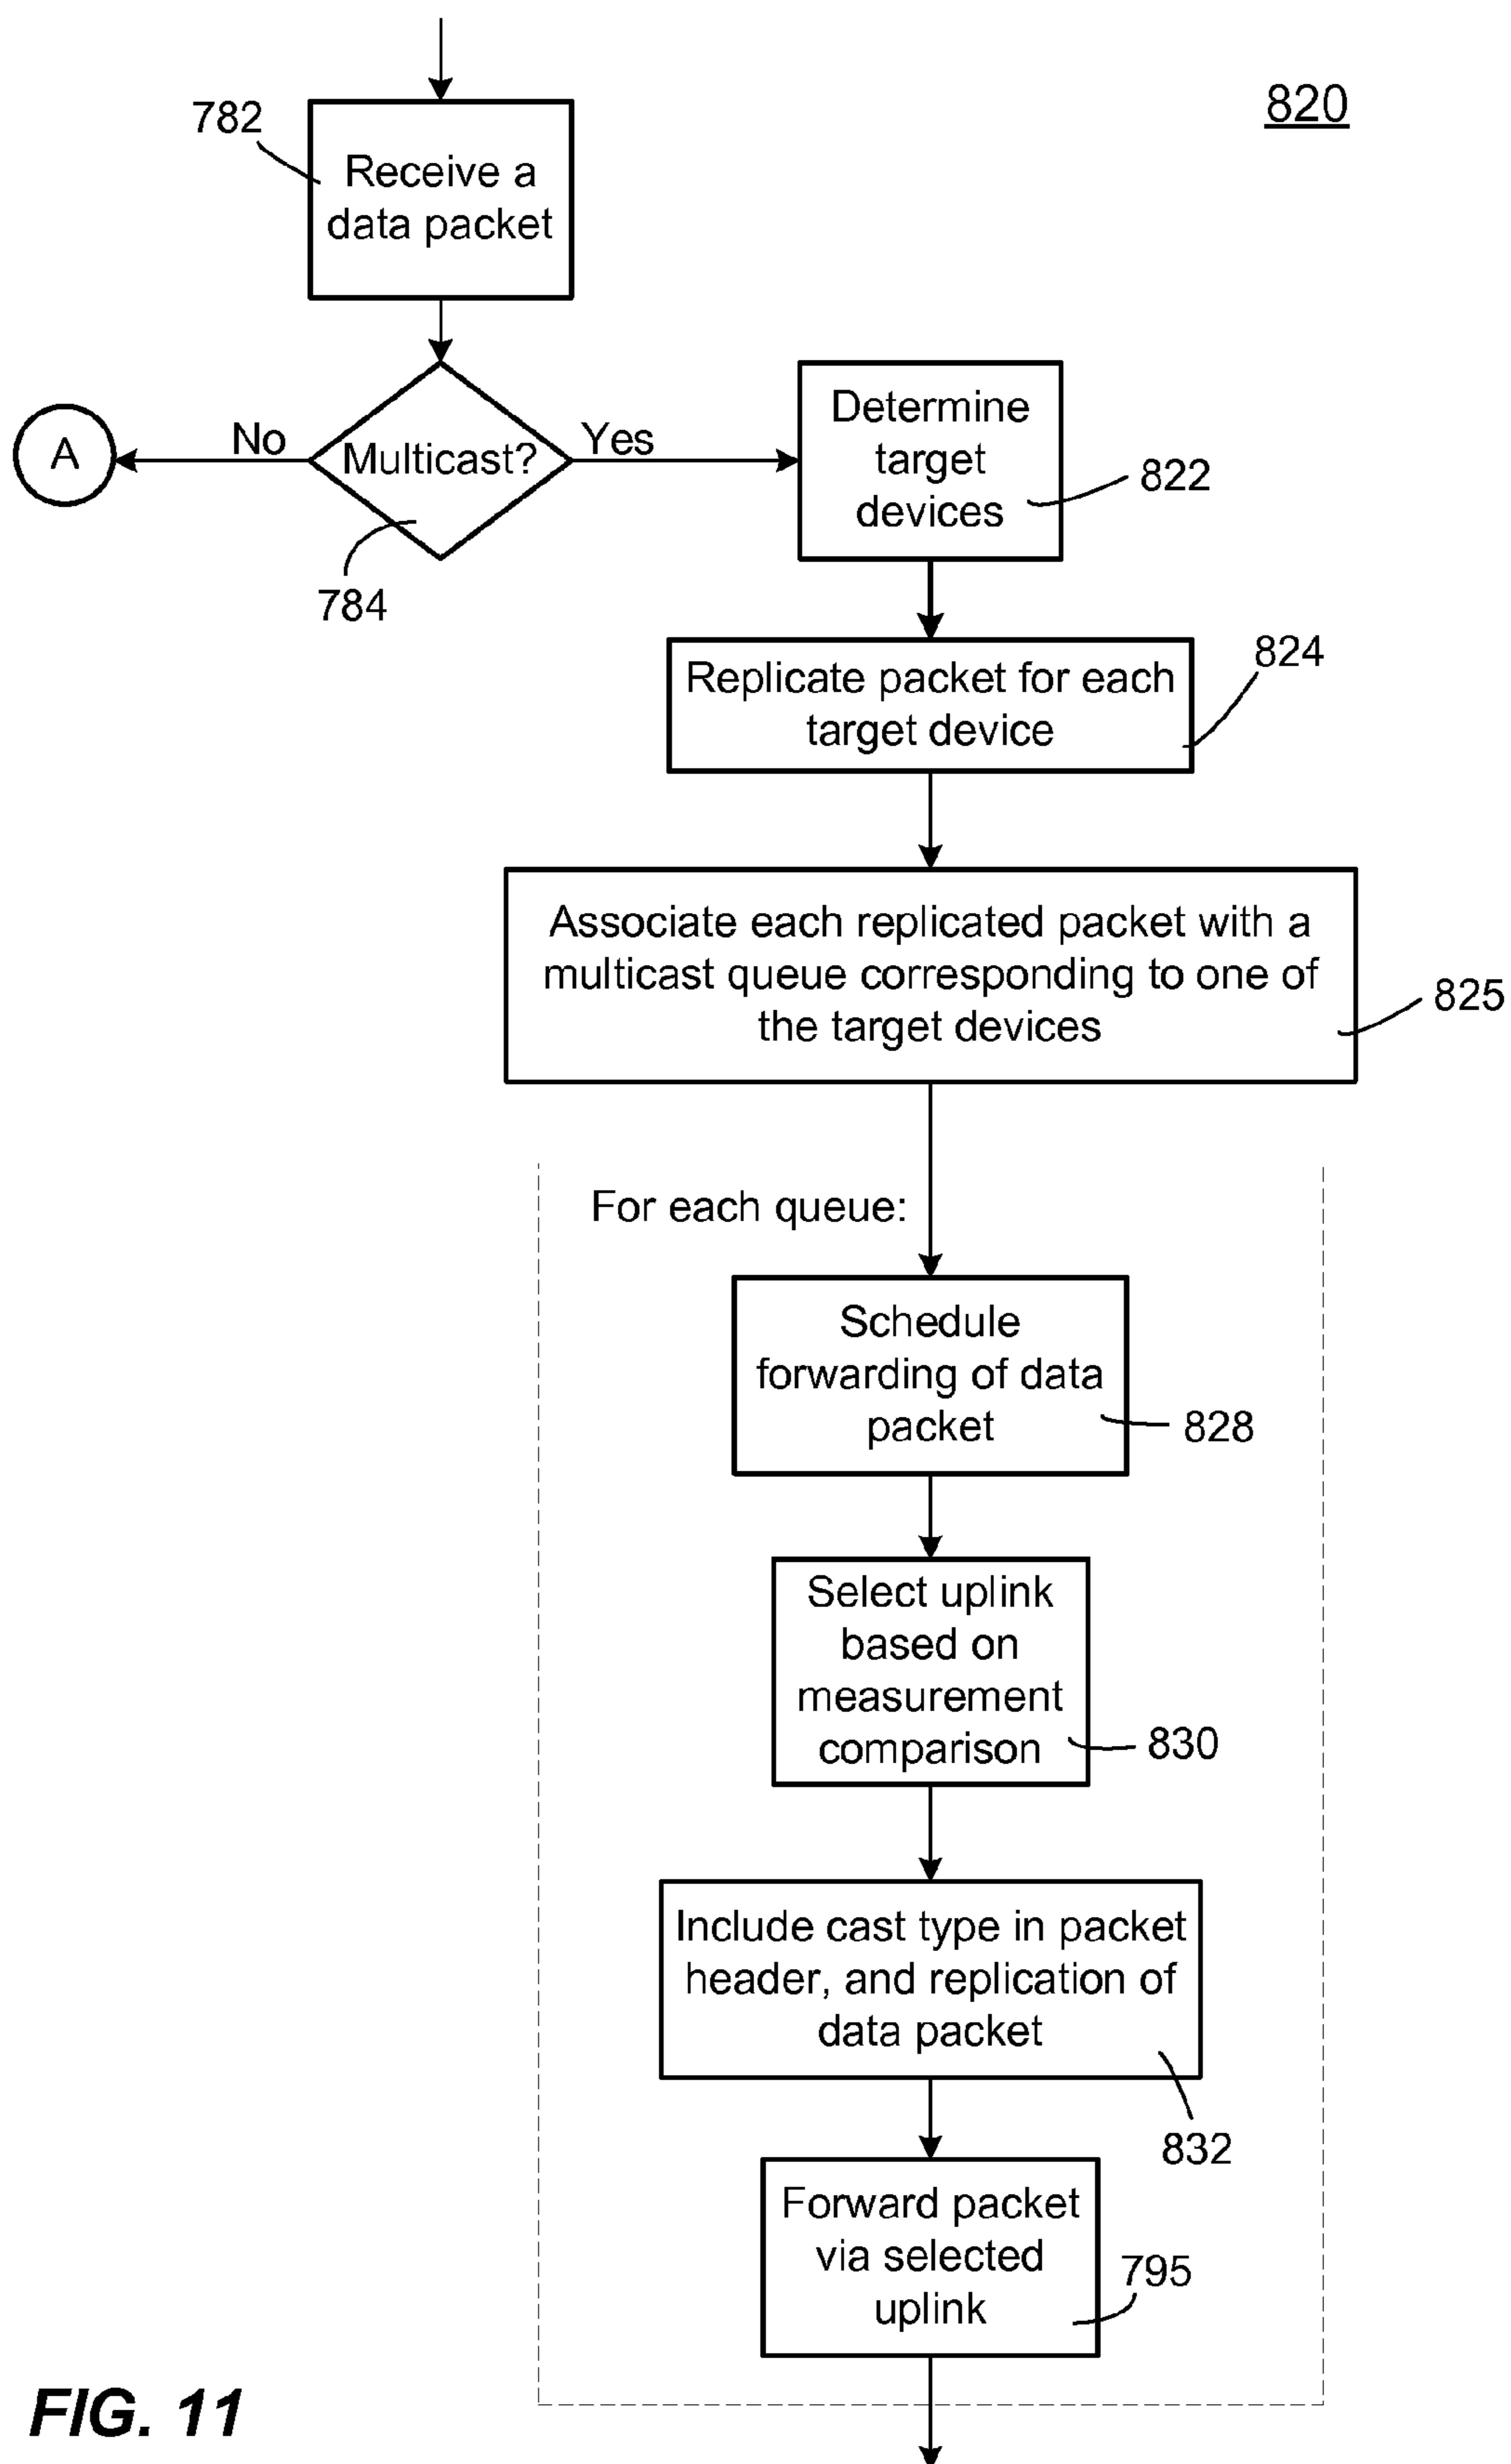 820
782
Receive a
data packet
A
No
Multicast?
Yes
784
Determine
target
devices
822
Replicate packet for each
target device
824
Associate each replicated packet with a
multicast queue corresponding to one of
the target devices
825
For each queue:
Schedule
forwarding of data
packet
828
Select uplink
based on
measurement
comparison
830
Include cast type in packet
header, and replication of
data packet
832
Forward packet
via selected
uplink
795
FIG. 11